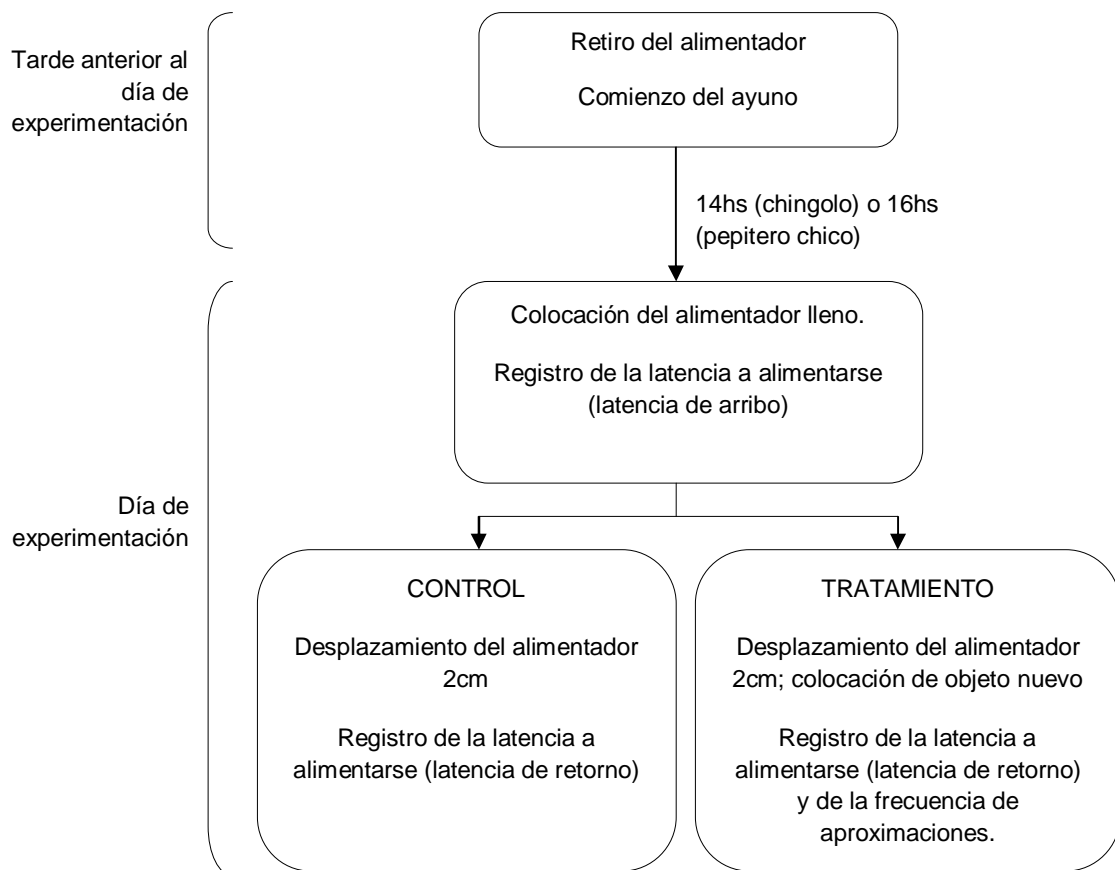 Tarde anterior al
día de
experimentación
Retiro del alimentador
Comienzo del ayuno
14hs (chingolo) o 16hs
(pepitero chico)
Día de
experimentación
Colocación del alimentador lleno.
Registro de la latencia a alimentarse
(latencia de arribo)
CONTROL
Desplazamiento del alimentador
2cm
Registro de la latencia a
alimentarse (latencia de retorno)
TRATAMIENTO
Desplazamiento del alimentador
2cm; colocación de objeto nuevo
Registro de la latencia a
alimentarse (latencia de retorno)
y de la frecuencia de
aproximaciones.